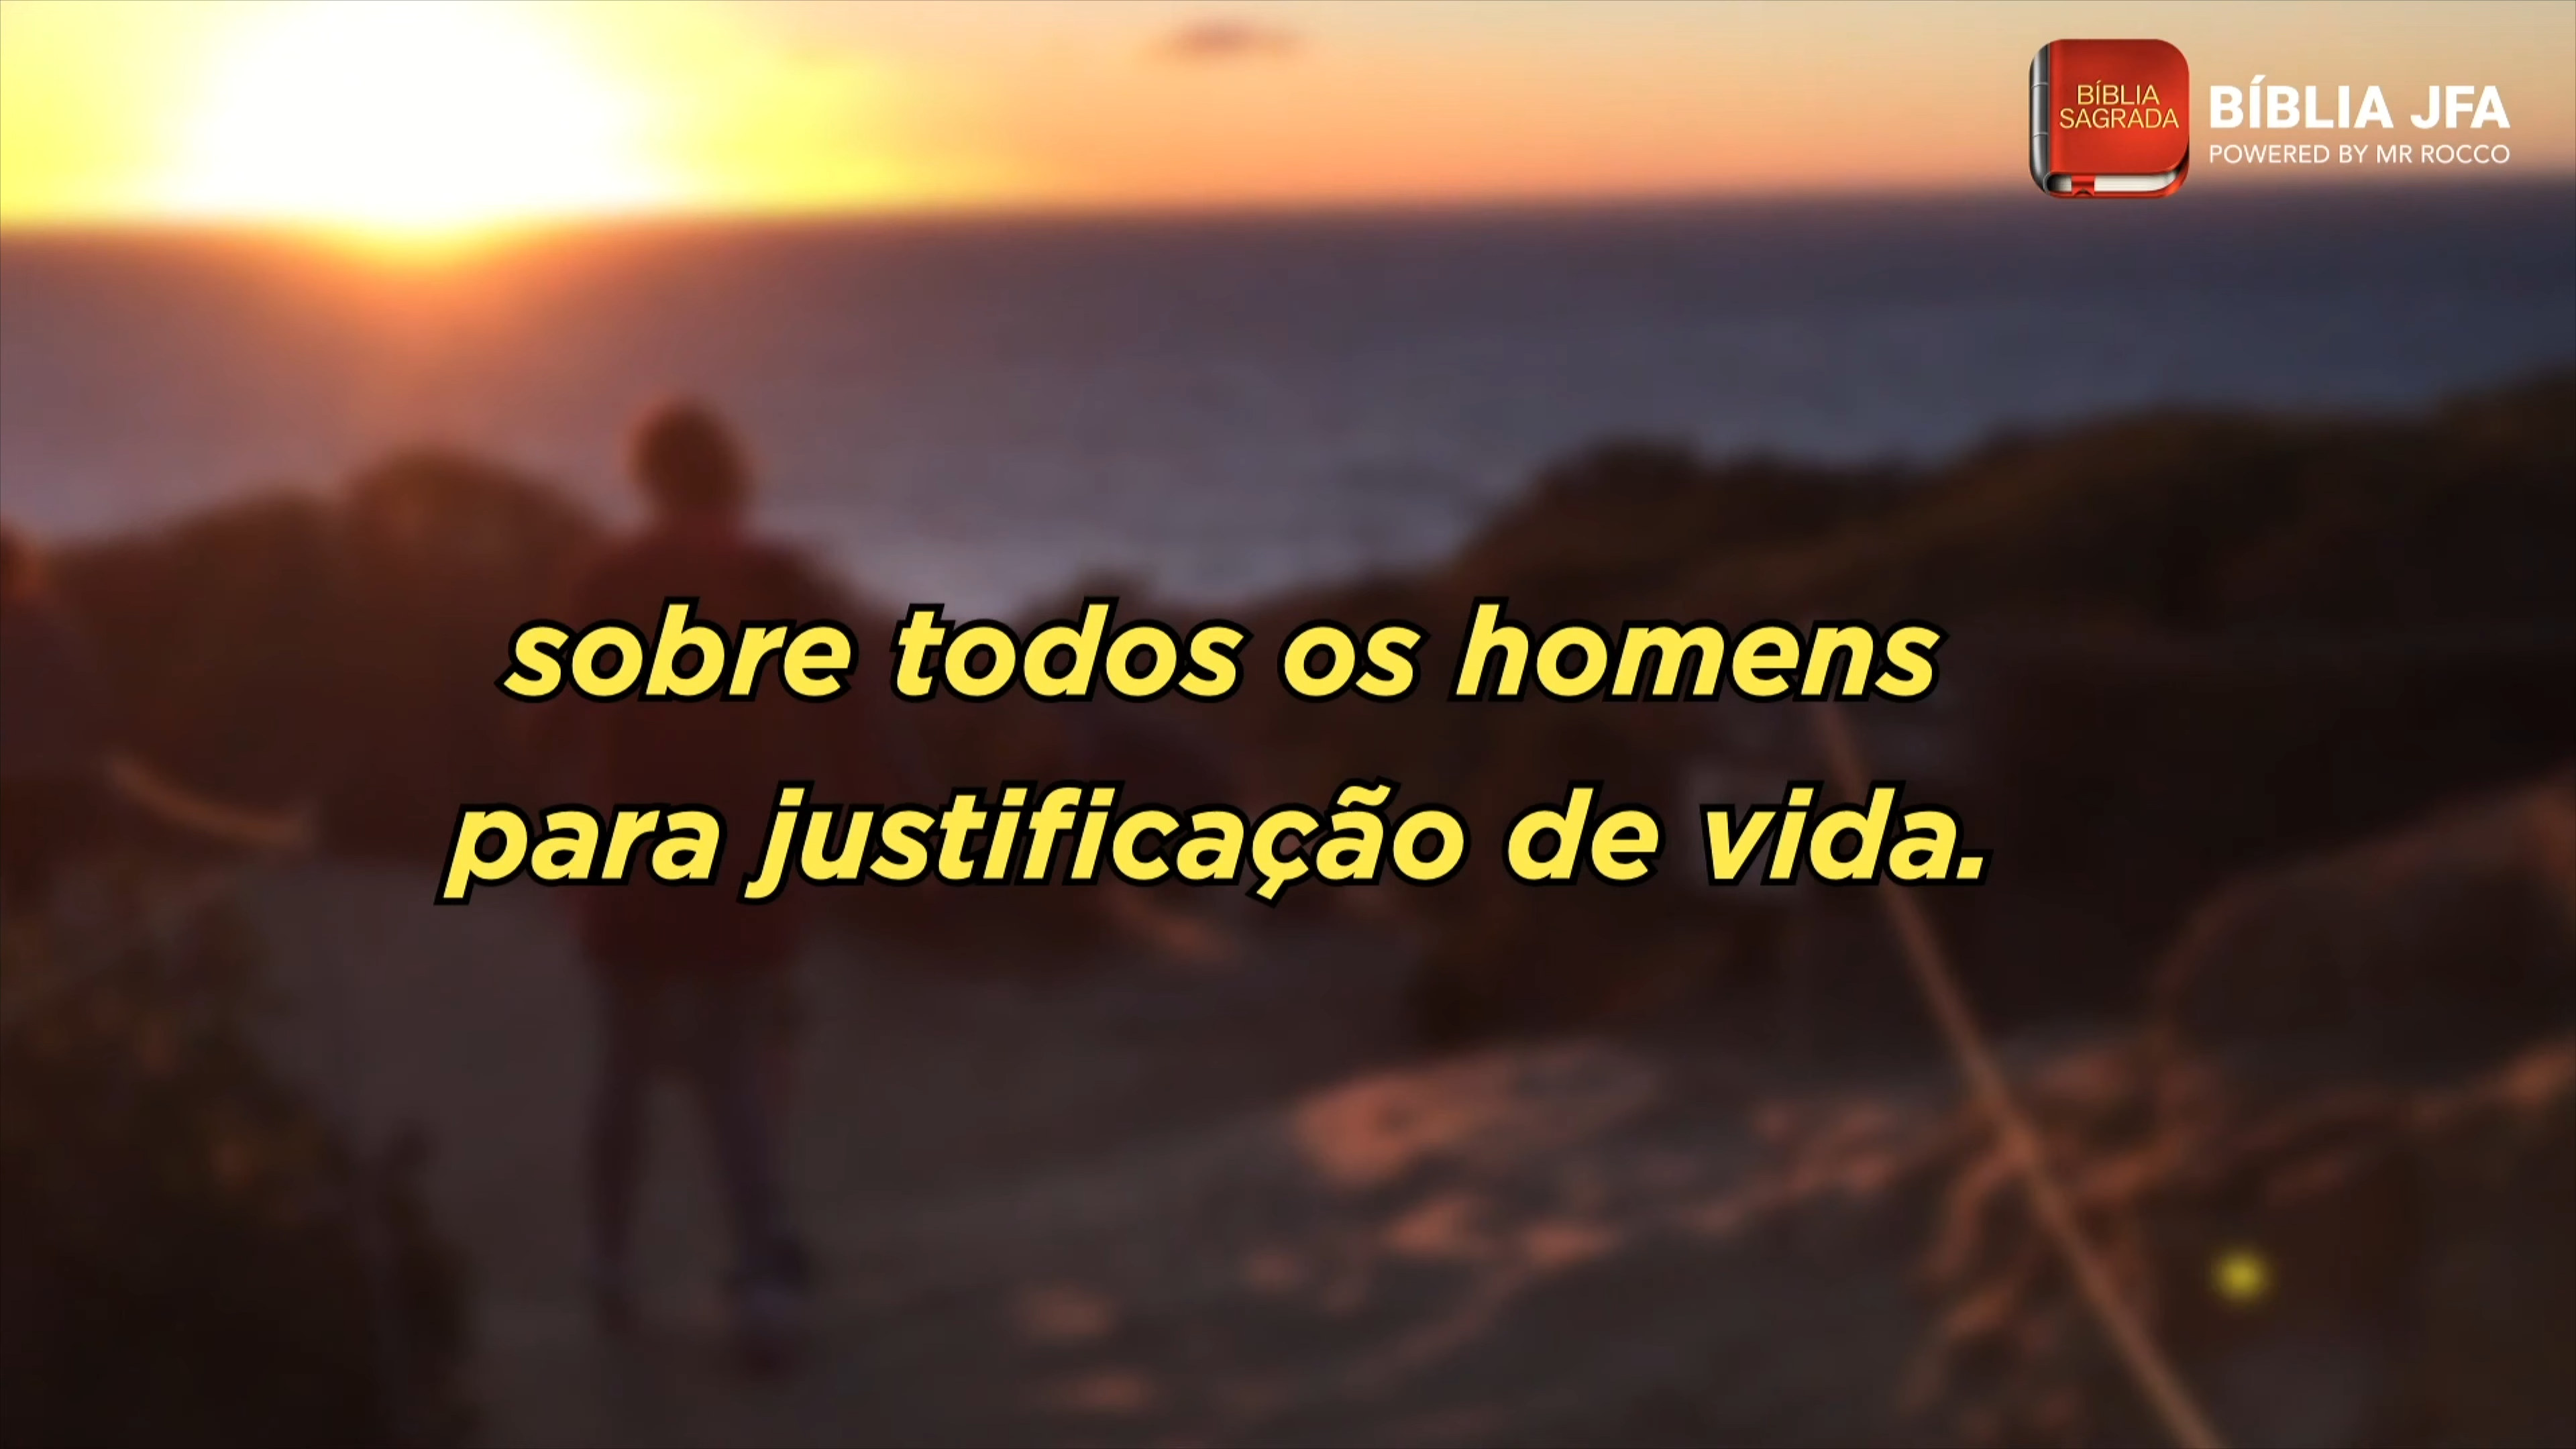 BÍBLIA
SAGRADA
BÍBLIA JFA
POWERED BY MR ROCCO
sobre todos os homens
para justificação de vida.